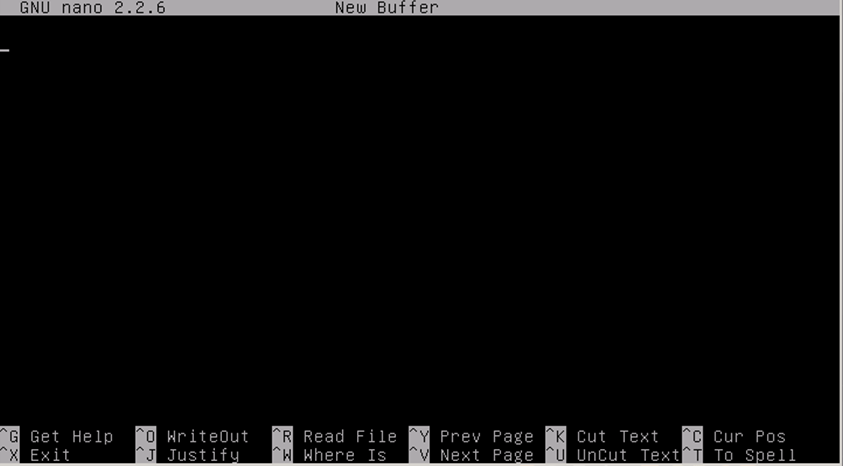 GNU nano 2.2.6 New Buffer
^G Get Help ^O WriteOut ^R Read File ^Y Prev Page ^K Cut Text ^C Cur Pos
^X Exit ^J Justify ^W Where Is ^V Next Page ^U UnCut Text ^T To Spell